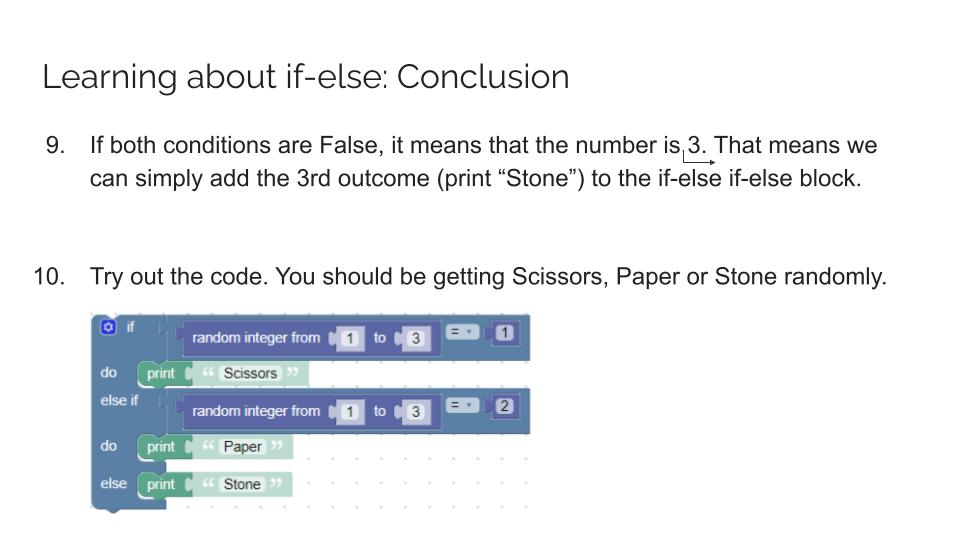 Learning about if-else: Conclusion
9. If both conditions are False, it means that the number is 3. That means we
can simply add the 3rd outcome (print “Stone”) to the if-else if-else block.
10. Try out the code. You should be getting Scissors, Paper or Stone randomly.
if random integer from 1 to 3 = 1
do print “ Scissors ”
else if random integer from 1 to 3 = 2
do print “ Paper ”
else print “ Stone ”